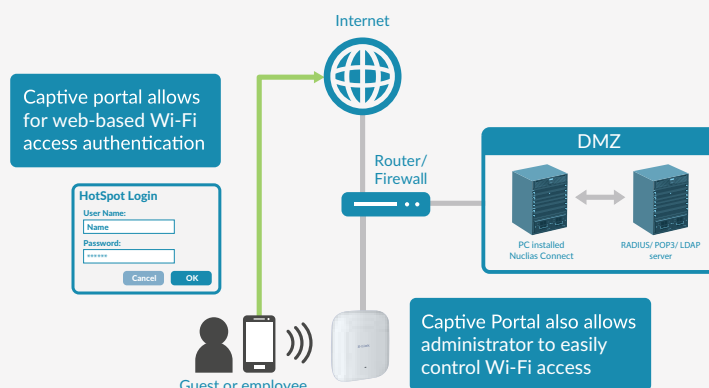 Internet
Captive portal allows
for web-based Wi-Fi
access authentication
Router/
Firewall
DMZ
PC installed
Nuclias Connect
RADIUS/ POP3/ LDAP
server
HotSpot Login
User Name:
Name
Password:
******
Cancel
OK
Captive Portal also allows
administrator to easily
control Wi-Fi access
Guest or employee